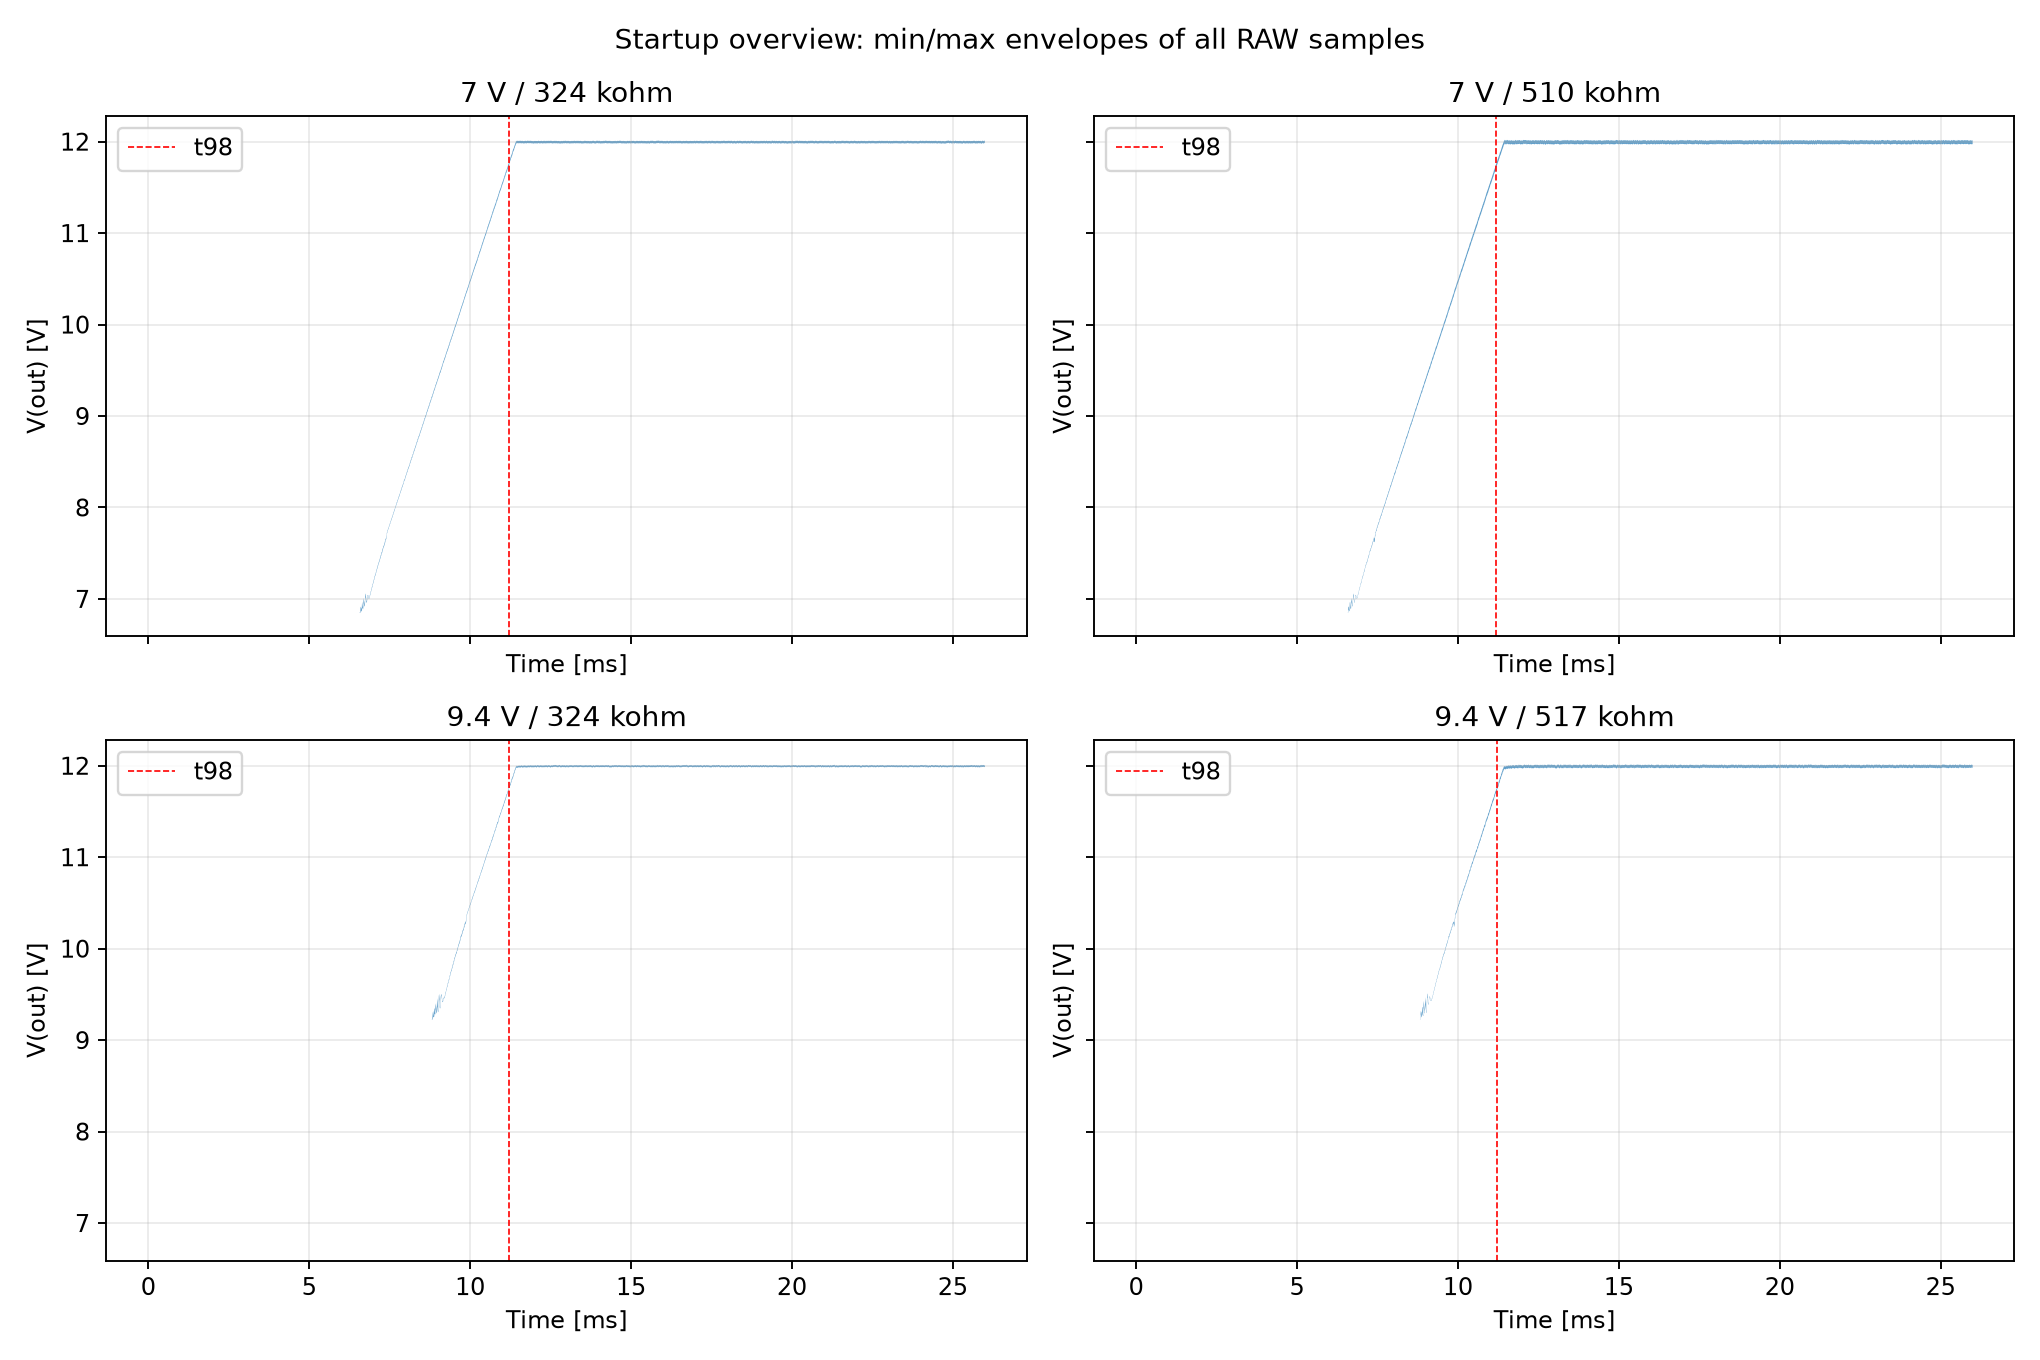 Startup overview: min/max envelopes of all RAW samples
7 V / 324 kohm
t98
12
11
10
9
8
7
V(out) [V]
Time [ms]
7 V / 510 kohm
t98
V(out) [V]
Time [ms]
9.4 V / 324 kohm
t98
12
11
10
9
8
7
V(out) [V]
0 5 10 15 20 25
Time [ms]
9.4 V / 517 kohm
t98
V(out) [V]
0 5 10 15 20 25
Time [ms]